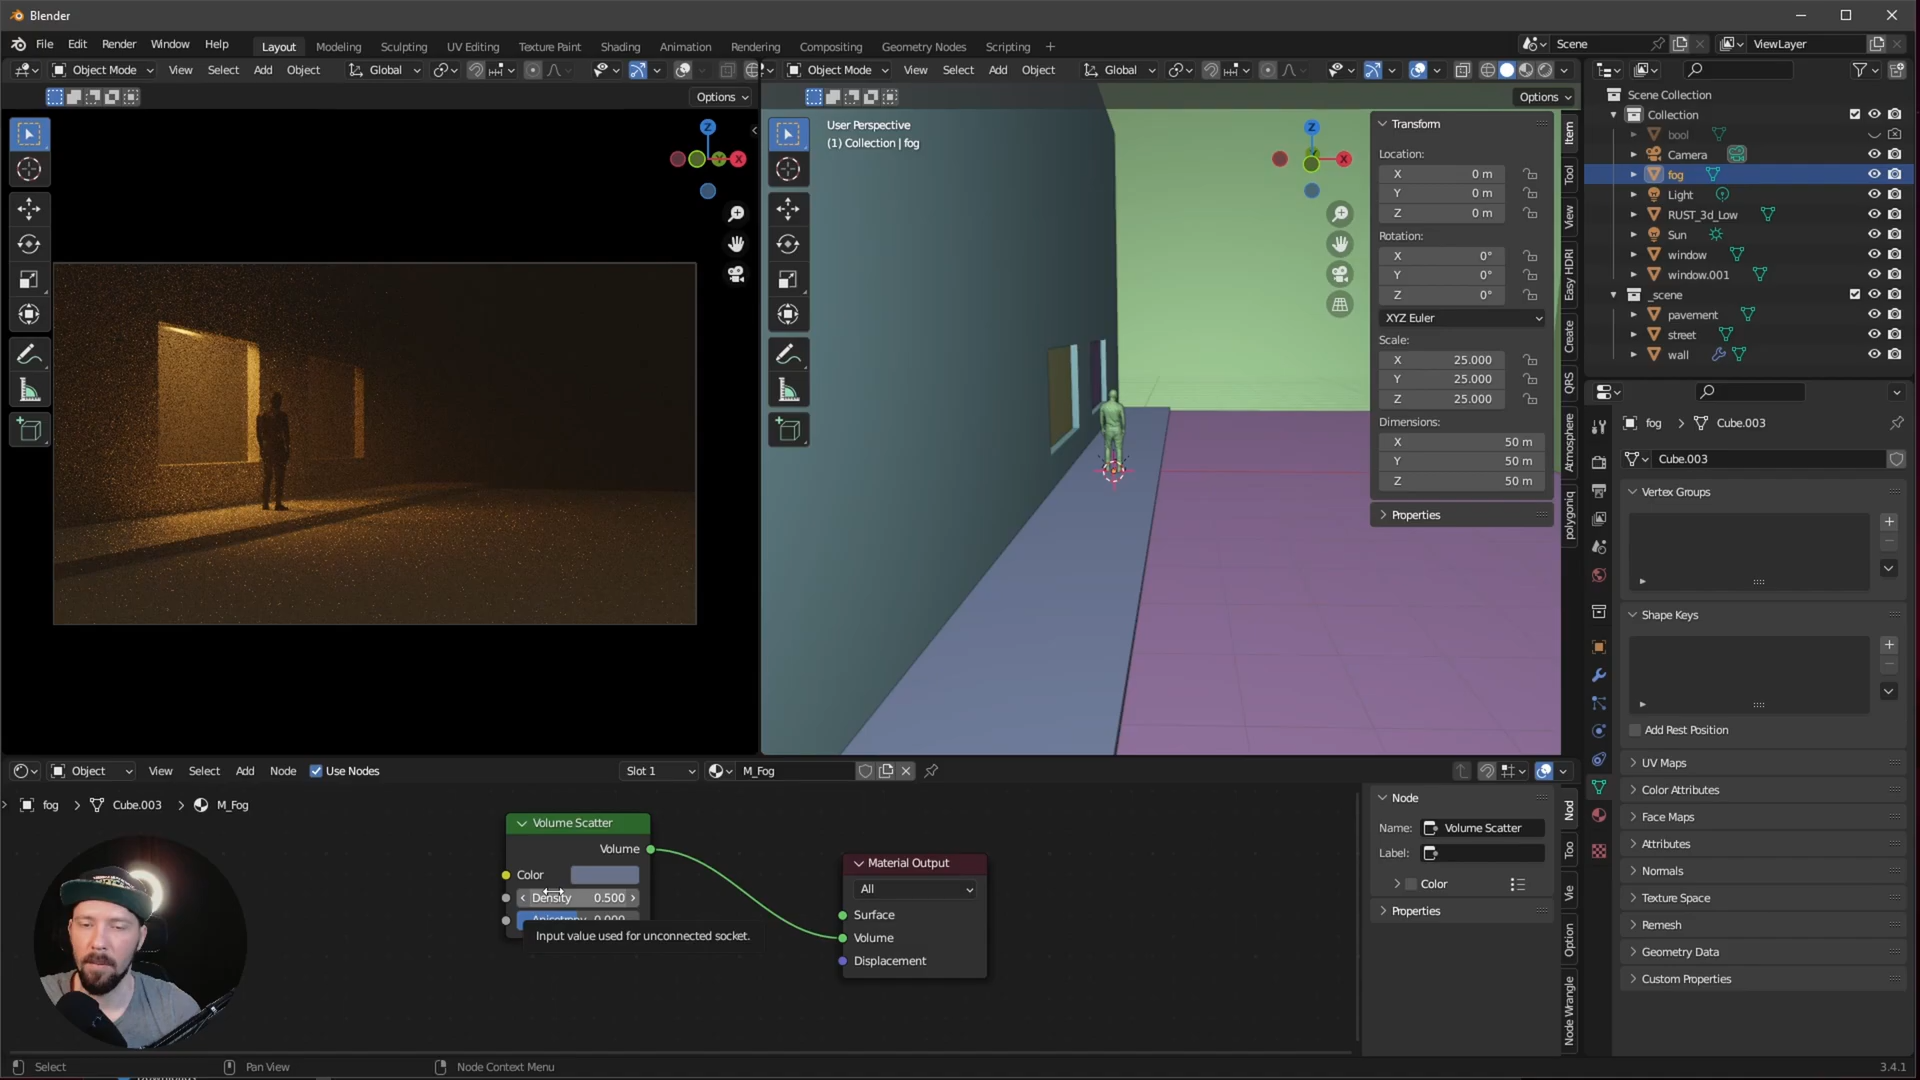 Blender
File Edit Render Window Help
Layout Modeling Sculpting UV Editing Texture Paint Shading Animation Rendering Compositing Geometry Nodes Scripting +
Scene
ViewLayer
Object Mode View Select Add Object Global
Object Mode View Select Add Object Global
Options
Options
User Perspective
(1) Collection | fog
Z
X
Z
X
Transform
Location:
X 0 m
Y 0 m
Z 0 m
Rotation:
X 0°
Y 0°
Z 0°
XYZ Euler
Scale:
X 25.000
Y 25.000
Z 25.000
Dimensions:
X 50 m
Y 50 m
Z 50 m
Properties
Item
Tool
View
Easy HDRI
Create
QRS
Atmosphere
polygoniq
Scene Collection
Collection
bool
Camera
fog
Light
RUST_3d_Low
Sun
window
window.001
_scene
pavement
street
wall
fog Cube.003
Cube.003
Vertex Groups
Shape Keys
Add Rest Position
UV Maps
Color Attributes
Face Maps
Attributes
Normals
Texture Space
Remesh
Geometry Data
Custom Properties
Object View Select Add Node Use Nodes Slot 1 M_Fog
fog Cube.003 M_Fog
Volume Scatter
Volume
Color
Density 0.500
Anisotropy 0.000
Input value used for unconnected socket.
Material Output
All
Surface
Volume
Displacement
Node
Name: Volume Scatter
Label:
Color
Properties
Nod
Too
Vie
Option
Node Wrangle
Select Pan View Node Context Menu
3.4.1